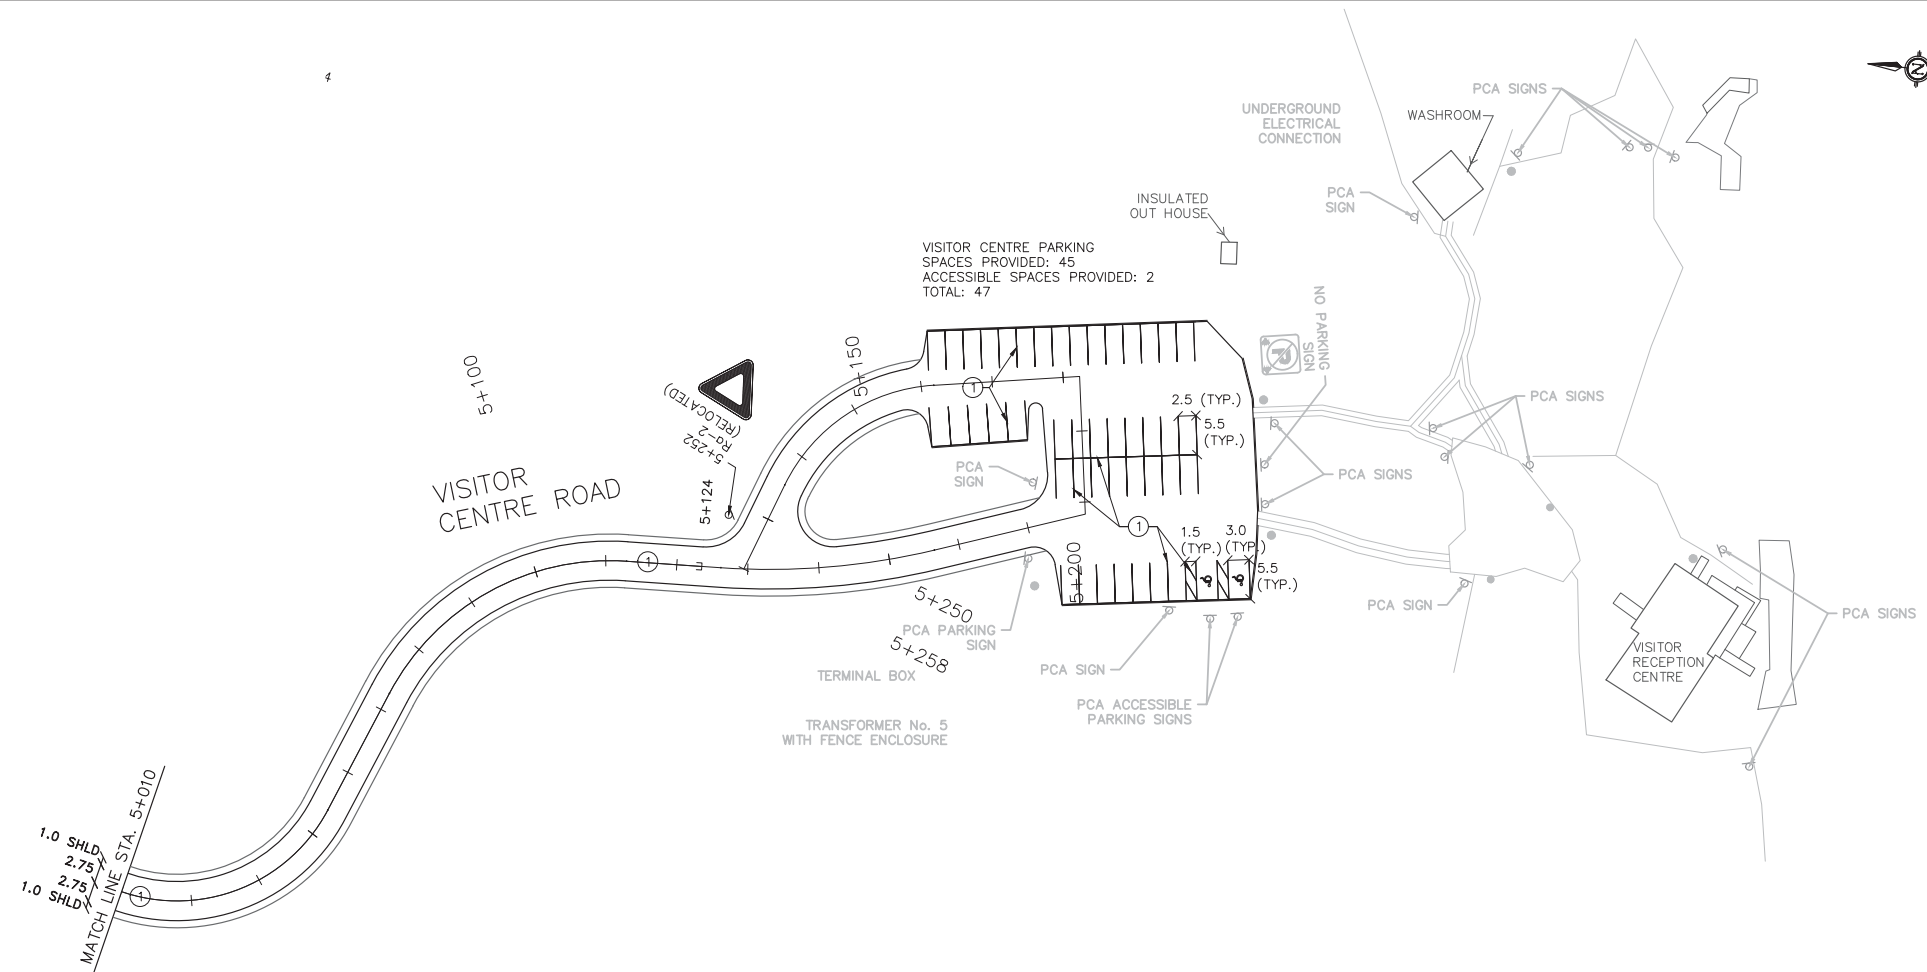 4
N
PCA SIGNS
WASHROOM
UNDERGROUND
ELECTRICAL
CONNECTION
PCA
SIGN
INSULATED
OUT HOUSE
VISITOR CENTRE PARKING
SPACES PROVIDED: 45
ACCESSIBLE SPACES PROVIDED: 2
TOTAL: 47
NO PARKING
SIGN
P
5+100
5+150
5+252
Ra-2
(RELOCATED)
5+124
1
2.5 (TYP.)
5.5
(TYP.)
PCA SIGNS
PCA
SIGN
PCA SIGNS
VISITOR
CENTRE ROAD
1
1
1.5
(TYP.)
3.0
(TYP.)
5.5
(TYP.)
5+200
5+250
5+258
PCA PARKING
SIGN
PCA SIGN
PCA SIGNS
PCA SIGN
PCA ACCESSIBLE
PARKING SIGNS
VISITOR
RECEPTION
CENTRE
TERMINAL BOX
TRANSFORMER No. 5
WITH FENCE ENCLOSURE
MATCH LINE STA. 5+010
1.0 SHLD
2.75
2.75
1.0 SHLD
1